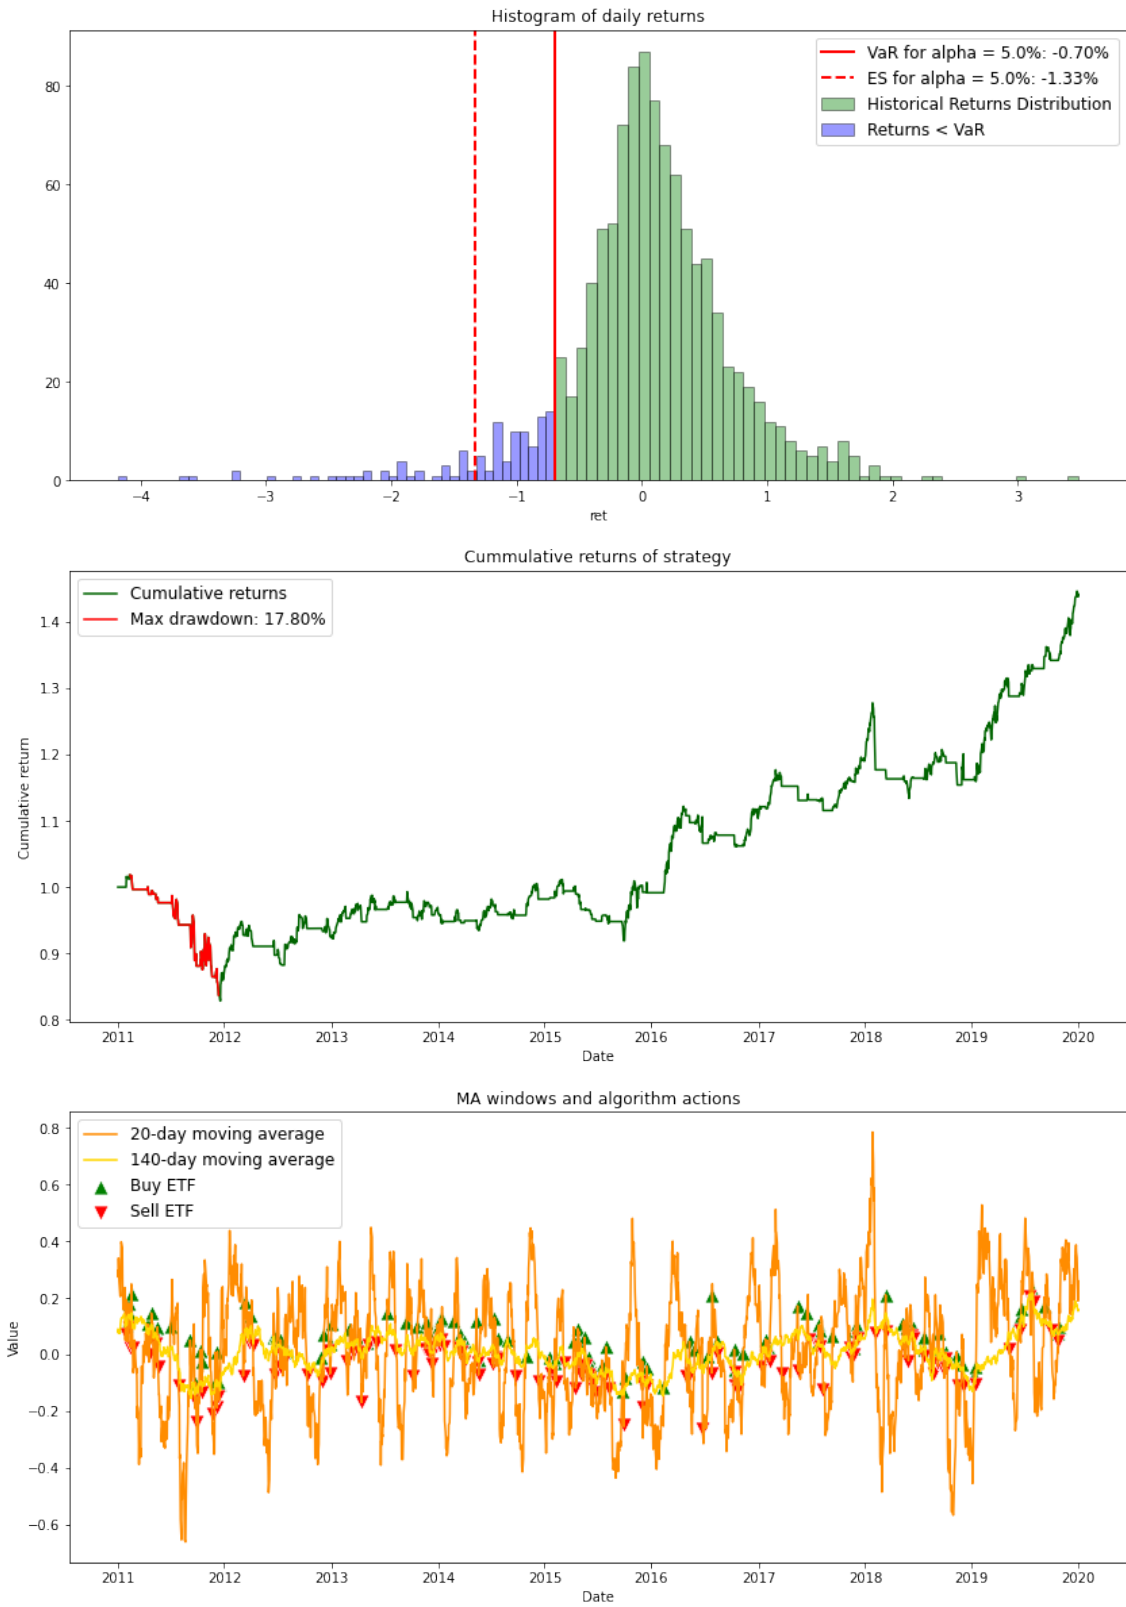 Histogram of daily returns
VaR for alpha = 5.0%: -0.70%
ES for alpha = 5.0%: -1.33%
Historical Returns Distribution
Returns < VaR
80
60
40
20
0
−4 −3 −2 −1 0 1 2 3
ret
Cummulative returns of strategy
Cumulative returns
Max drawdown: 17.80%
Cumulative return
1.4
1.3
1.2
1.1
1.0
0.9
0.8
2011 2012 2013 2014 2015 2016 2017 2018 2019 2020
Date
MA windows and algorithm actions
20-day moving average
140-day moving average
Buy ETF
Sell ETF
Value
0.8
0.6
0.4
0.2
0.0
−0.2
−0.4
−0.6
2011 2012 2013 2014 2015 2016 2017 2018 2019 2020
Date